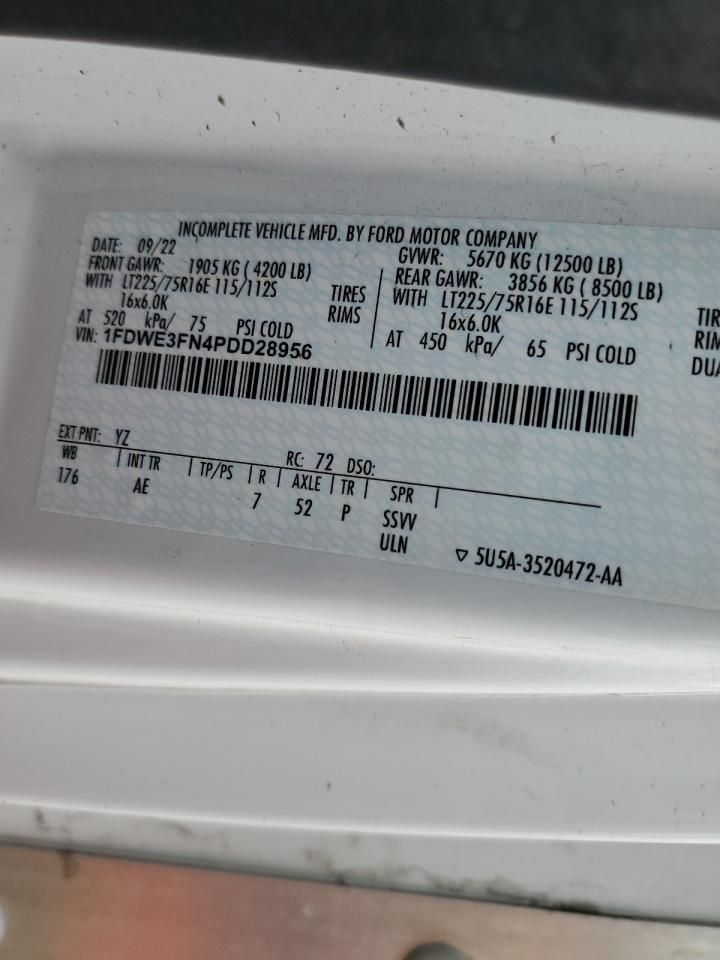 INCOMPLETE VEHICLE MFD. BY FORD MOTOR COMPANY
DATE: 09/22 GVWR: 5670 KG (12500 LB)
FRONT GAWR: 1905 KG ( 4200 LB) REAR GAWR: 3856 KG ( 8500 LB)
WITH LT225/75R16E 115/112S TIRES WITH LT225/75R16E 115/112S TIR
16x6.0K RIMS 16x6.0K RIM
AT 520 kPa/ 75 PSI COLD AT 450 kPa/ 65 PSI COLD DUA
VIN: 1FDWE3FN4PDD28956
EXT PNT: YZ RC: 72 DSO:
WB INT TR TP/PS R AXLE TR SPR
176 AE 7 52 P SSVV
ULN
▽ 5U5A-3520472-AA